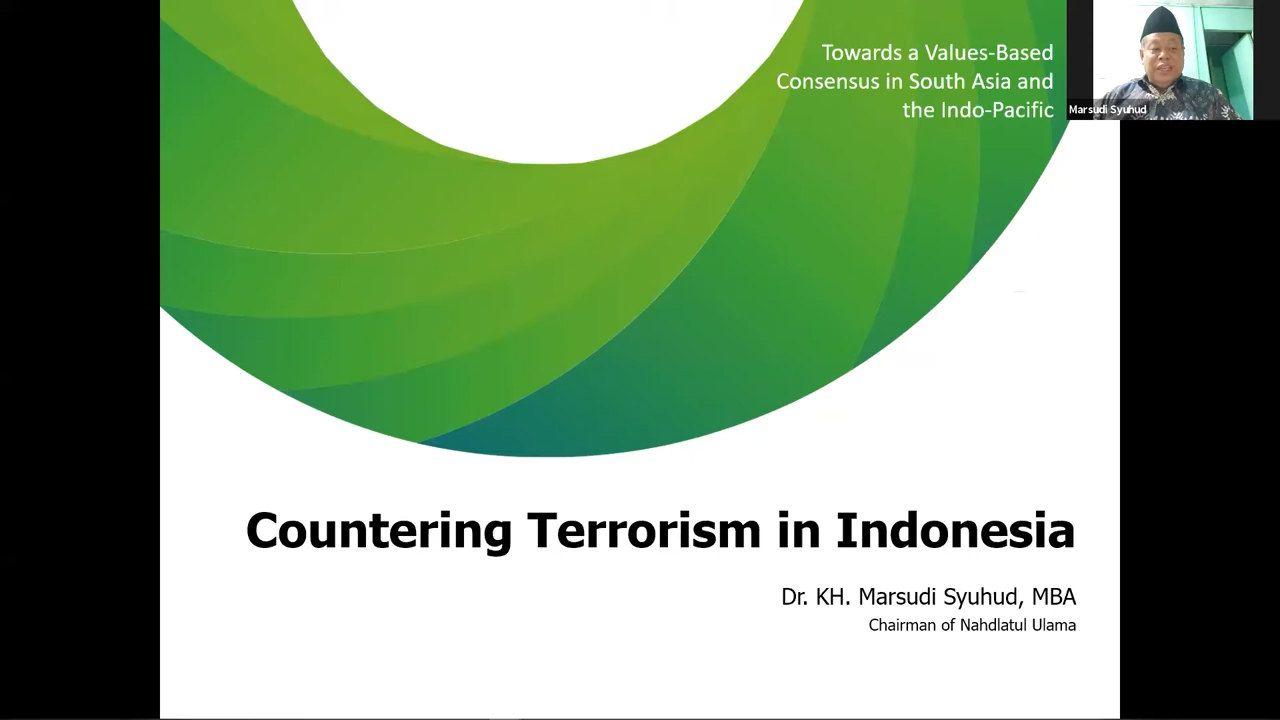 Towards a Values-Based
Consensus in South Asia and
the Indo-Pacific
Marsudi Syuhud
Countering Terrorism in Indonesia
Dr. KH. Marsudi Syuhud, MBA
Chairman of Nahdlatul Ulama